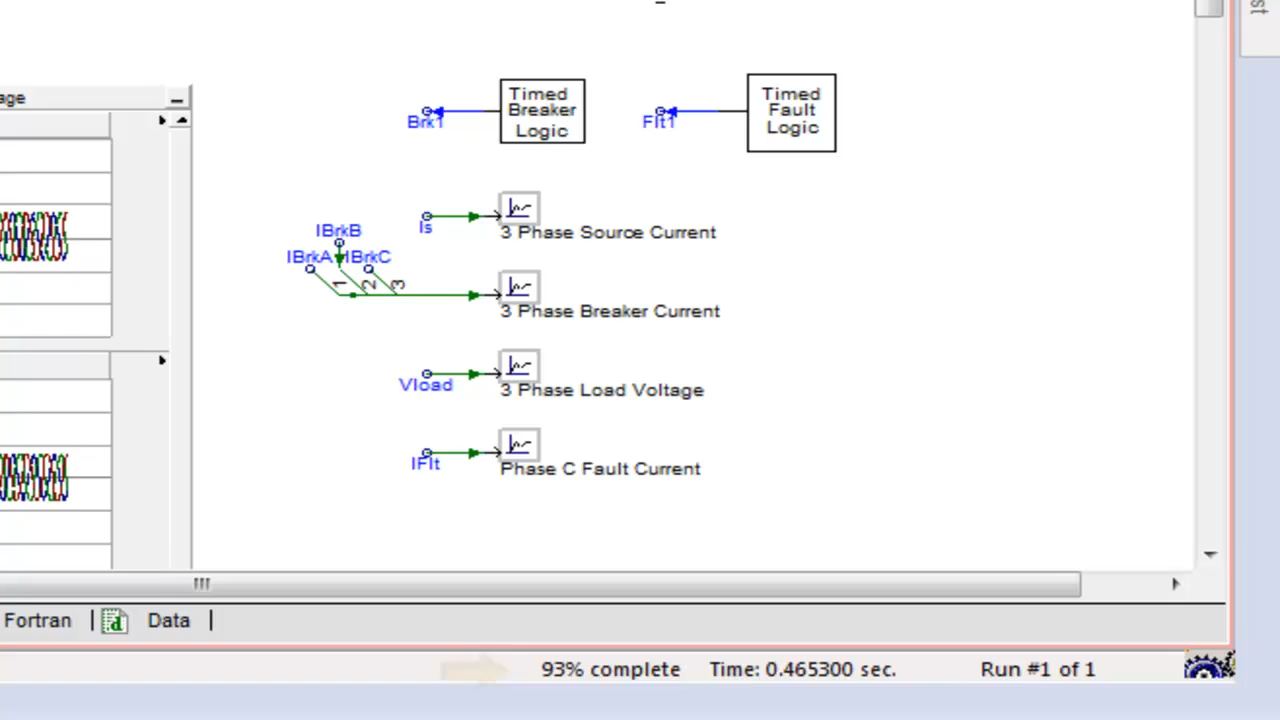 age
Timed
Breaker
Logic
Timed
Fault
Logic
Brk1
Flt1
Is
3 Phase Source Current
IBrkB
IBrkA
IBrkC
1
2
3
3 Phase Breaker Current
Vload
3 Phase Load Voltage
IFlt
Phase C Fault Current
Fortran
Data
93% complete
Time: 0.465300 sec.
Run #1 of 1